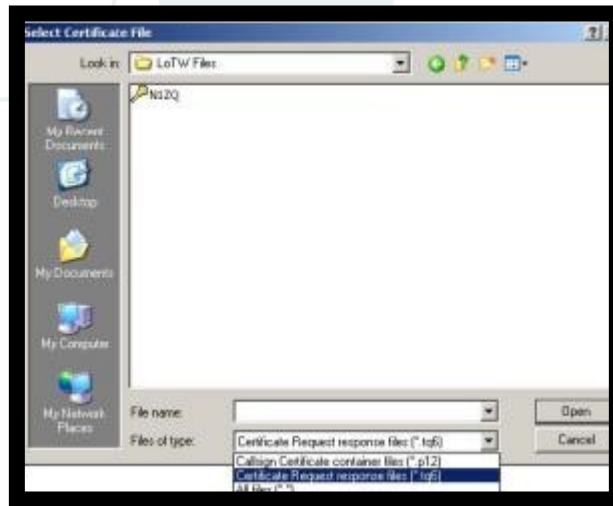 Select Certificate File
Look in: LoTW Files
N1ZQ
My Recent
Documents
Desktop
My Documents
My Computer
My Network
Places
File name:
Open
Files of type:
Certificate Request response files (*.tq6)
Cancel
Callsign Certificate container files (*.p12)
Certificate Request response files (*.tq6)
All files (*.*)